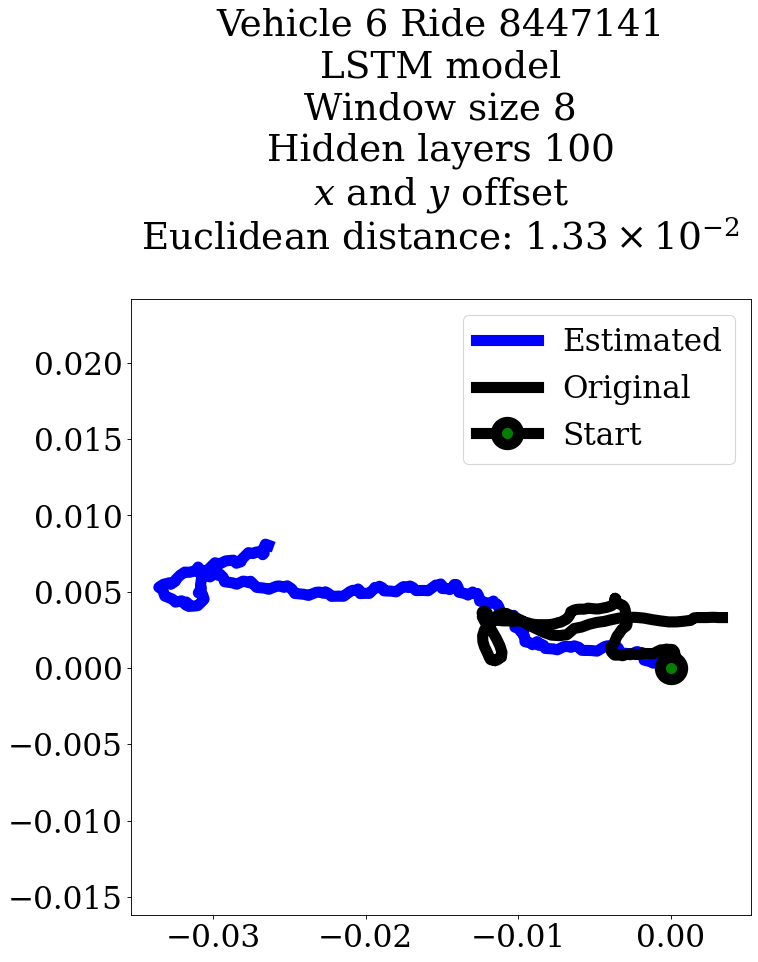 Vehicle 6 Ride 8447141
LSTM model
Window size 8
Hidden layers 100
x and y offset
Euclidean distance: 1.33 × 10⁻²
Estimated
Original
Start
0.020
0.015
0.010
0.005
0.000
−0.005
−0.010
−0.015
−0.03 −0.02 −0.01 0.00